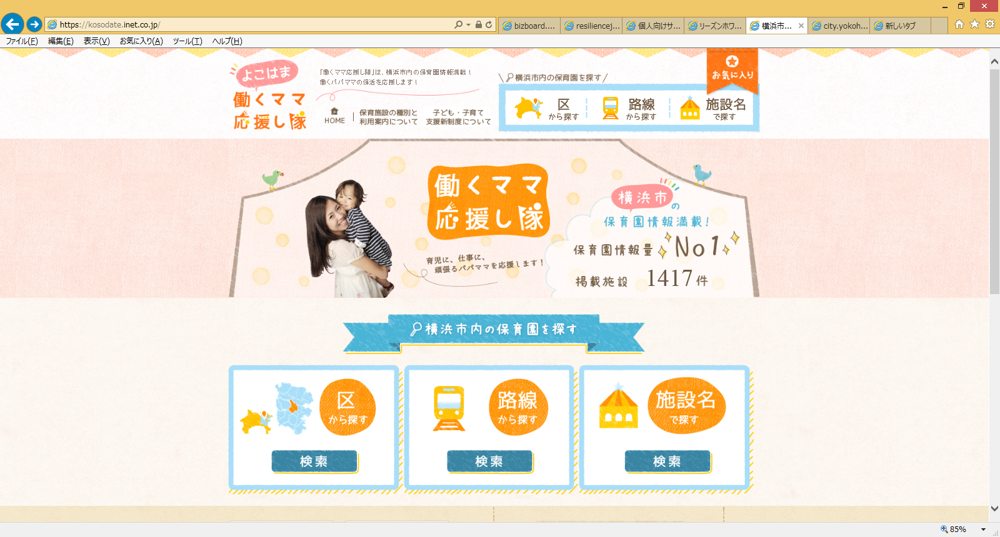 https://kosodate.inet.co.jp/
bizboard....
resiliencej...
個人向けサ...
リーズンホワ...
横浜市...
city.yokoh...
新しいタブ
ファイル(F) 編集(E) 表示(V) お気に入り(A) ツール(T) ヘルプ(H)
よこはま
働くママ
応援し隊
「働くママ応援し隊」は、横浜市内の保育園情報満載！
働くパパママの保活を応援します！
HOME
保育施設の種別と
利用案内について
子ども・子育て
支援新制度について
横浜市内の保育園を探す
お気に入り
区
から探す
路線
から探す
施設名
で探す
働くママ
応援し隊
育児に、仕事に、
頑張るパパママを応援します！
横浜市の
保育園情報満載！
保育園情報量 No1
掲載施設 1417件
横浜市内の保育園を探す
区
から探す
検索
路線
から探す
検索
施設名
で探す
検索
85%